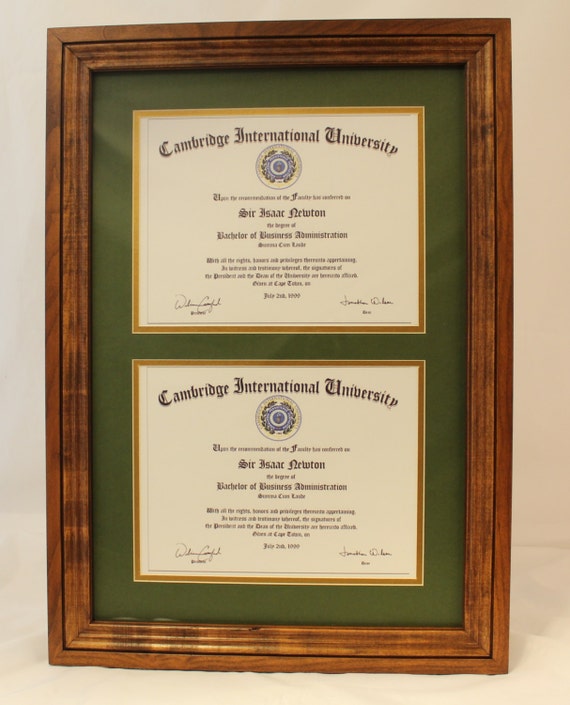 Cambridge International University
Upon the recommendation of the Faculty has conferred on
Sir Isaac Newton
the degree of
Bachelor of Business Administration
Summa Cum Laude
With all the rights, honors and privileges thereunto appertaining.
In witness and testimony whereof, the signatures of
the President and the Dean of the University are hereunto affixed.
Given at Cape Town, on
July 2nd, 1999
Jonathan Wilson
President Dean
Cambridge International University
Upon the recommendation of the Faculty has conferred on
Sir Isaac Newton
the degree of
Bachelor of Business Administration
Summa Cum Laude
With all the rights, honors and privileges thereunto appertaining.
In witness and testimony whereof, the signatures of
the President and the Dean of the University are hereunto affixed.
Given at Cape Town, on
July 2nd, 1999
Jonathan Wilson
President Dean